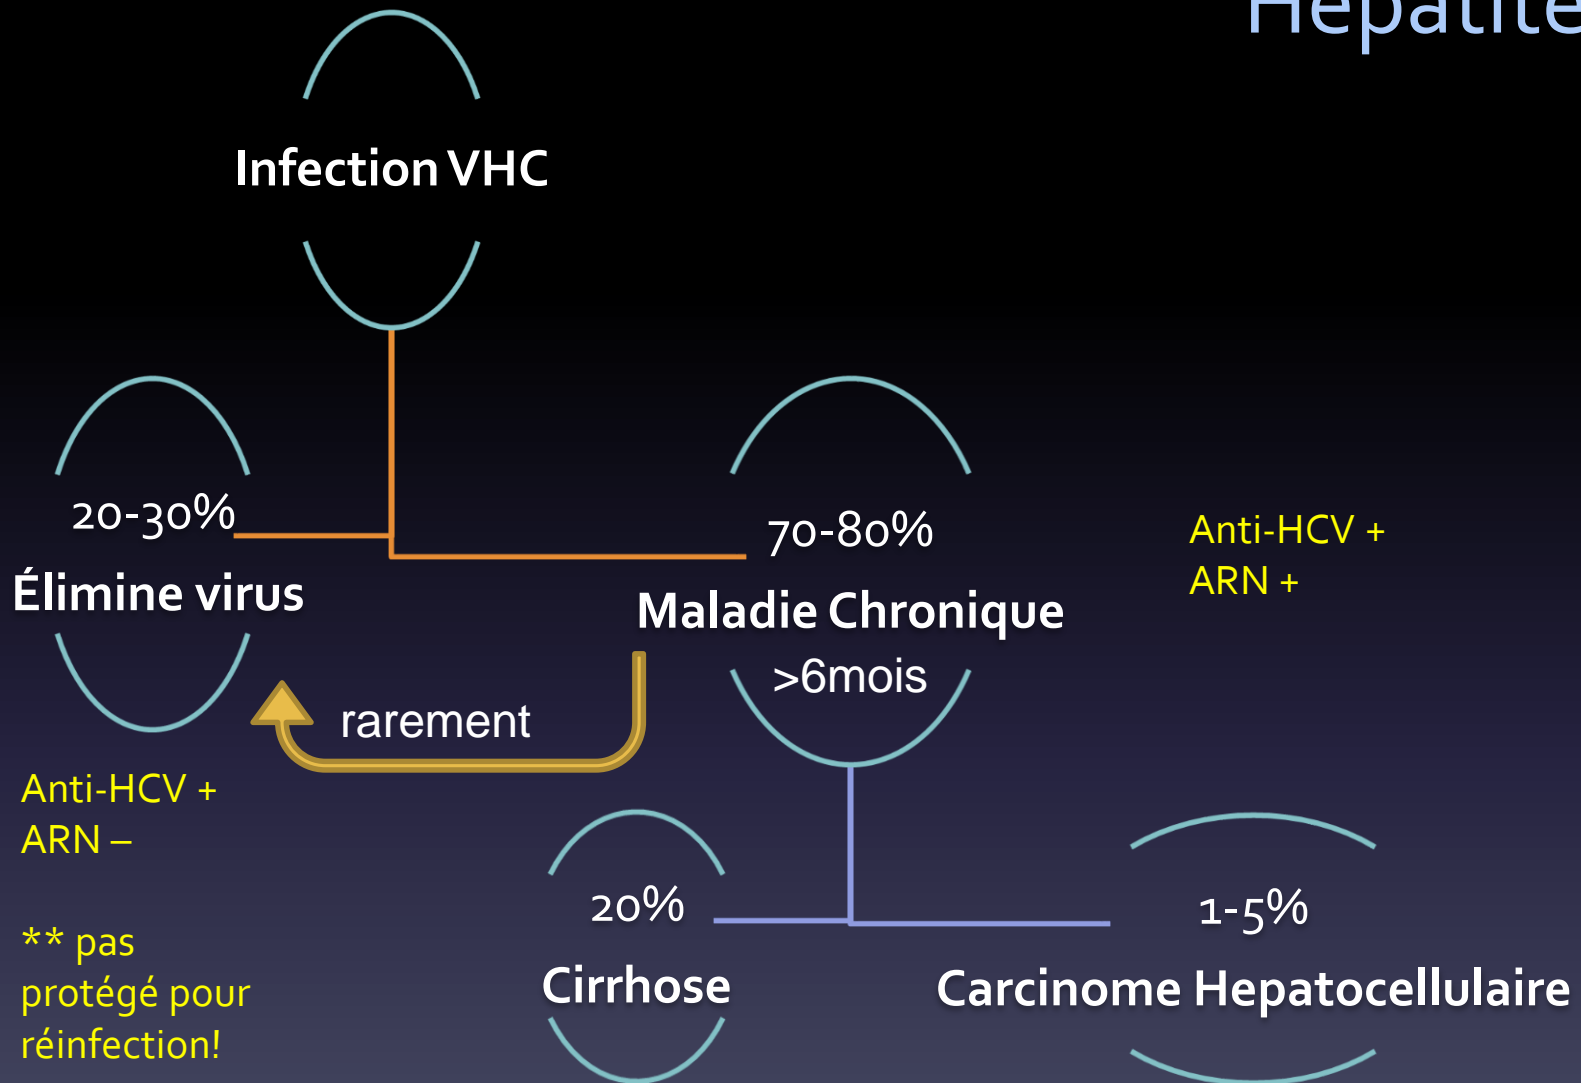 Hépatite
Infection VHC
20-30%
Élimine virus
70-80%
Maladie Chronique
>6mois
Anti-HCV +
ARN +
rarement
Anti-HCV +
ARN –
** pas
protégé pour
réinfection!
20%
Cirrhose
1-5%
Carcinome Hepatocellulaire